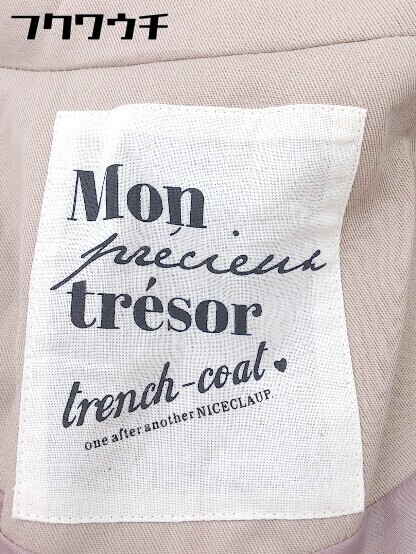 フクワウチ
Mon
précieux
trésor
trench-coat ♥
one after another NICECLAUP